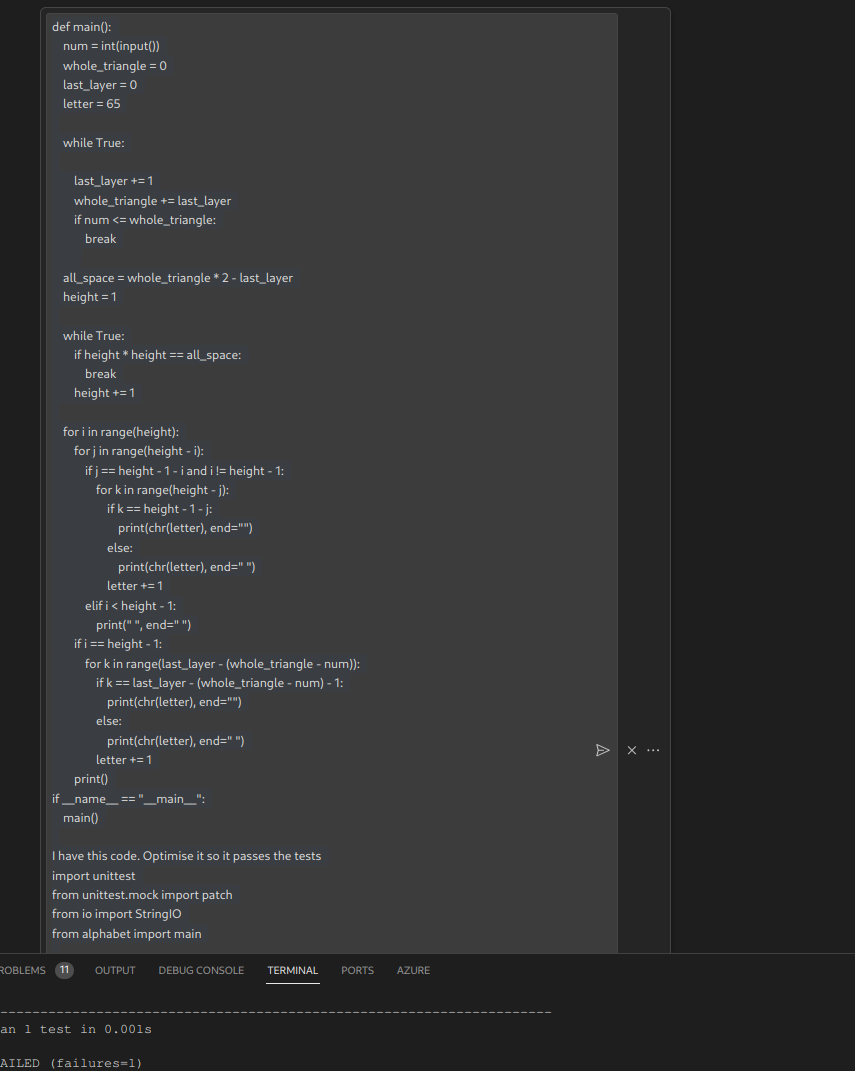 def main():
num = int(input())
whole_triangle = 0
last_layer = 0
letter = 65
while True:
last_layer += 1
whole_triangle += last_layer
if num <= whole_triangle:
break
all_space = whole_triangle * 2 - last_layer
height = 1
while True:
if height * height == all_space:
break
height += 1
for i in range(height):
for j in range(height - i):
if j == height - 1 - i and i != height - 1:
for k in range(height - j):
if k == height - 1 - j:
print(chr(letter), end="")
else:
print(chr(letter), end=" ")
letter += 1
elif i < height - 1:
print(" ", end=" ")
if i == height - 1:
for k in range(last_layer - (whole_triangle - num)):
if k == last_layer - (whole_triangle - num) - 1:
print(chr(letter), end="")
else:
print(chr(letter), end=" ")
letter += 1
print()
if __name__ == "__main__":
main()
I have this code. Optimise it so it passes the tests
import unittest
from unittest.mock import patch
from io import StringIO
from alphabet import main
ROBLEMS 11 OUTPUT DEBUG CONSOLE TERMINAL PORTS AZURE
----------------------------------------------------------------------
an 1 test in 0.001s
AILED (failures=1)